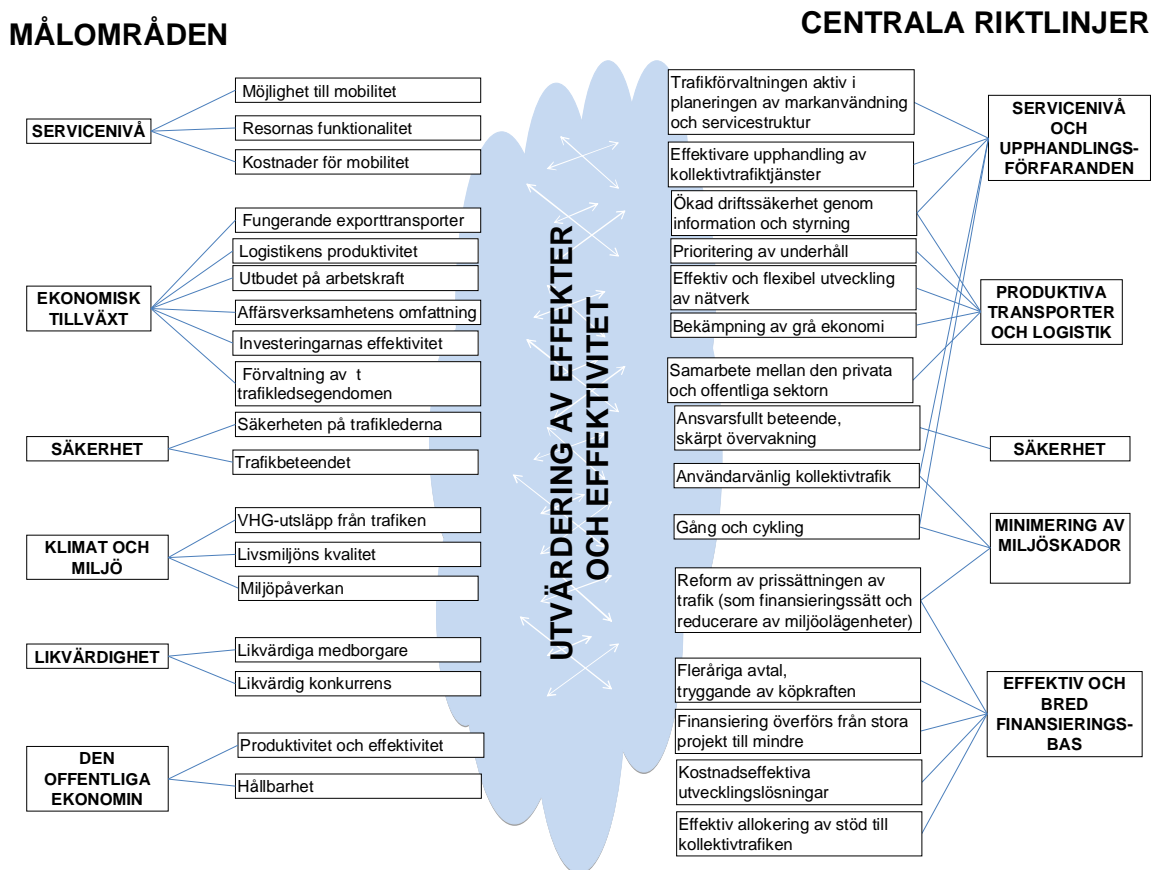 MÅLOMRÅDEN
SERVICENIVÅ
Möjlighet till mobilitet
Resornas funktionalitet
Kostnader för mobilitet
EKONOMISK
TILLVÄXT
Fungerande exporttransporter
Logistikens produktivitet
Utbudet på arbetskraft
Affärsverksamhetens omfattning
Investeringarnas effektivitet
Förvaltning av t
trafikledsegendomen
SÄKERHET
Säkerheten på trafiklederna
Trafikbeteendet
KLIMAT OCH
MILJÖ
VHG-utsläpp från trafiken
Livsmiljöns kvalitet
Miljöpåverkan
LIKVÄRDIGHET
Likvärdiga medborgare
Likvärdig konkurrens
DEN
OFFENTLIGA
EKONOMIN
Produktivitet och effektivitet
Hållbarhet
UTVÄRDERING AV EFFEKTER
OCH EFFEKTIVITET
CENTRALA RIKTLINJER
Trafikförvaltningen aktiv i
planeringen av markanvändning
och servicestruktur
Effektivare upphandling av
kollektivtrafiktjänster
Ökad driftssäkerhet genom
information och styrning
Prioritering av underhåll
Effektiv och flexibel utveckling
av nätverk
Bekämpning av grå ekonomi
Samarbete mellan den privata
och offentliga sektorn
Ansvarsfullt beteende,
skärpt övervakning
Användarvänlig kollektivtrafik
Gång och cykling
Reform av prissättningen av
trafik (som finansieringssätt och
reducerare av miljöolägenheter)
Fleråriga avtal,
tryggande av köpkraften
Finansiering överförs från stora
projekt till mindre
Kostnadseffektiva
utvecklingslösningar
Effektiv allokering av stöd till
kollektivtrafiken
SERVICENIVÅ
OCH
UPPHANDLINGS-
FÖRFARANDEN
PRODUKTIVA
TRANSPORTER
OCH LOGISTIK
SÄKERHET
MINIMERING AV
MILJÖSKADOR
EFFEKTIV OCH
BRED
FINANSIERINGS-
BAS